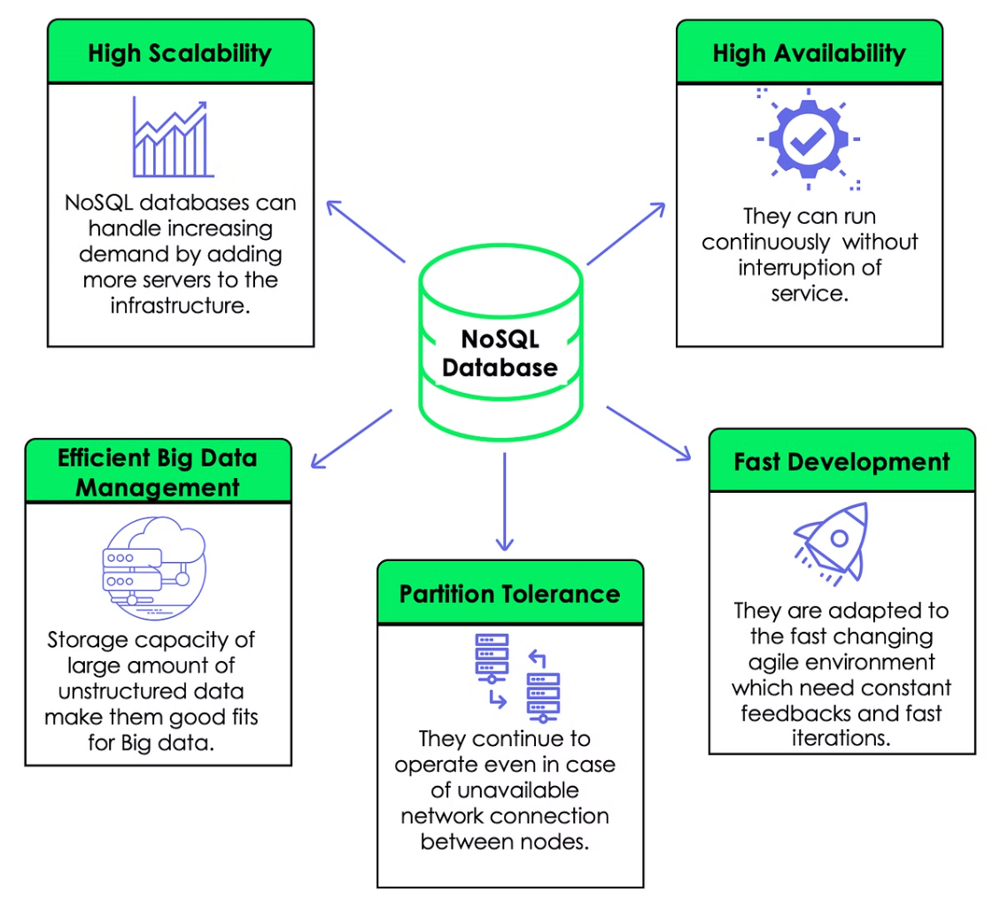 High Scalability
NoSQL databases can
handle increasing
demand by adding
more servers to the
infrastructure.
High Availability
They can run
continuously  without
interruption of
service.
NoSQL
Database
Efficient Big Data
Management
Storage capacity of
large amount of
unstructured data
make them good fits
for Big data.
Partition Tolerance
They continue to
operate even in case
of unavailable
network connection
between nodes.
Fast Development
They are adapted to
the fast changing
agile environment
which need constant
feedbacks and fast
iterations.